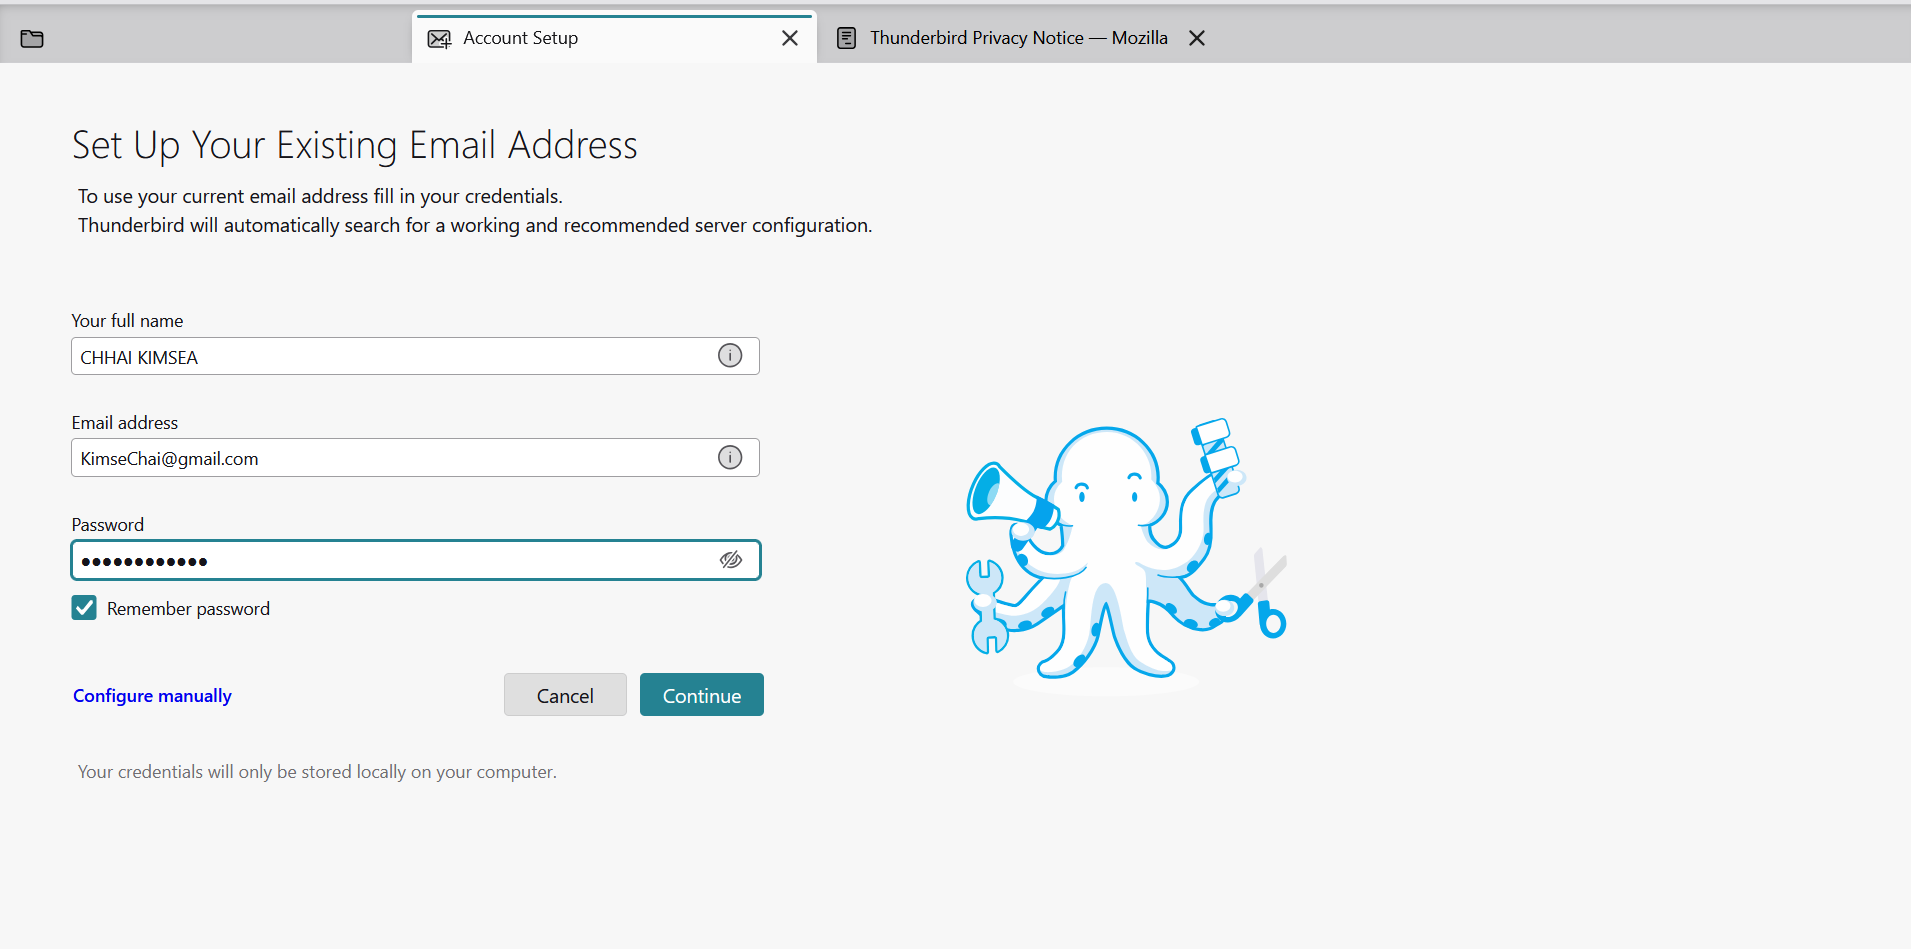 Account Setup
Thunderbird Privacy Notice — Mozilla
Set Up Your Existing Email Address
To use your current email address fill in your credentials.
Thunderbird will automatically search for a working and recommended server configuration.
Your full name
CHHAI KIMSEA
Email address
KimseChai@gmail.com
Password
●●●●●●●●●●●●
Remember password
Configure manually
Cancel
Continue
Your credentials will only be stored locally on your computer.